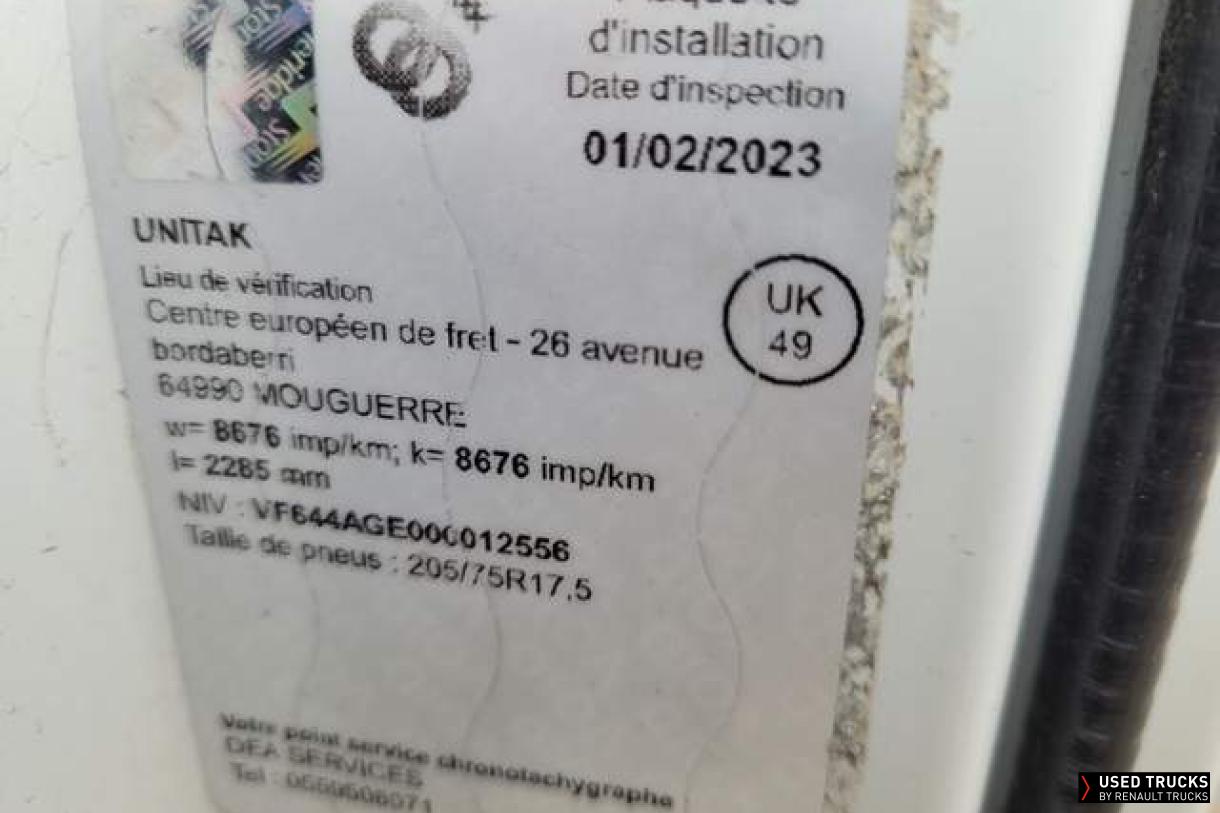 d'installation
Date d'inspection
01/02/2023
UNITAK
Lieu de vérification
Centre européen de fret - 26 avenue
bordaberri
64990 MOUGUERRE
UK
49
w= 8676 imp/km; k= 8676 imp/km
l= 2285 mm
NIV : VF644AGE000012556
Taille de pneus : 205/75R17,5
Votre point service chronotachygraphe
DEA SERVICES
Tel :
USED TRUCKS
BY RENAULT TRUCKS